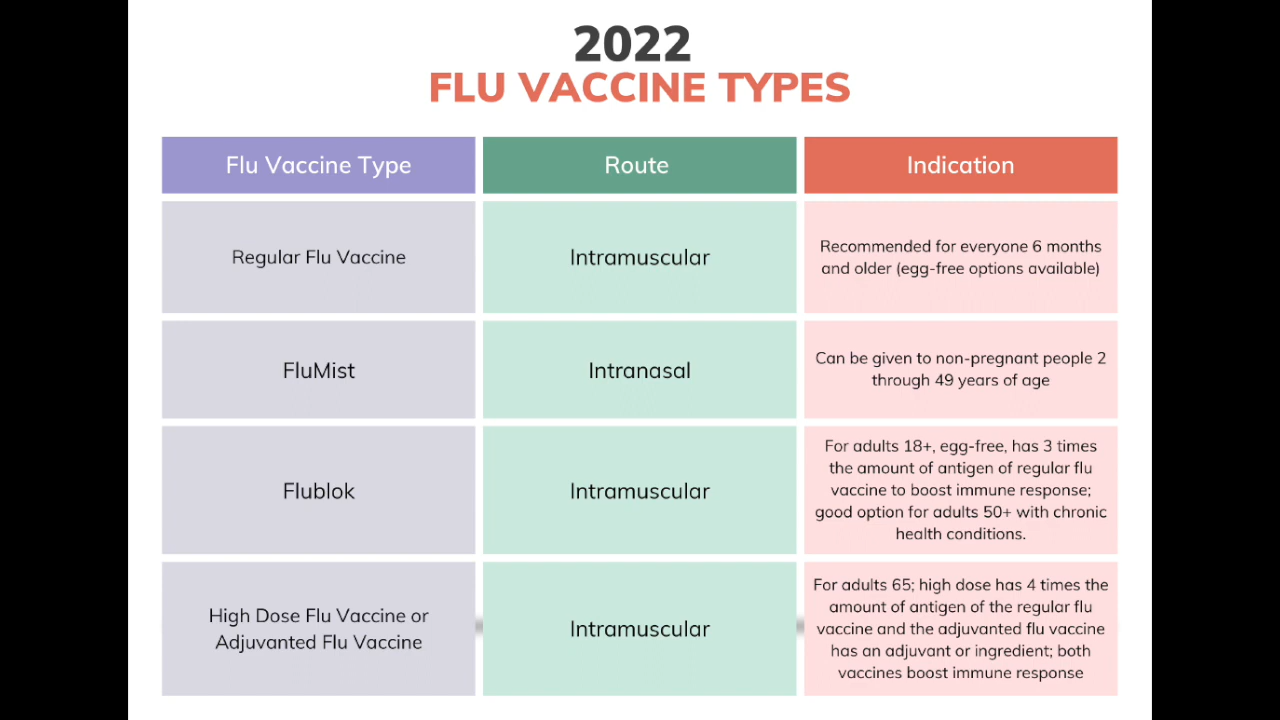 2022
FLU VACCINE TYPES
Flu Vaccine Type
Route
Indication
Regular Flu Vaccine
Intramuscular
Recommended for everyone 6 months
and older (egg-free options available)
FluMist
Intranasal
Can be given to non-pregnant people 2
through 49 years of age
Flublok
Intramuscular
For adults 18+, egg-free, has 3 times
the amount of antigen of regular flu
vaccine to boost immune response;
good option for adults 50+ with chronic
health conditions.
High Dose Flu Vaccine or
Adjuvanted Flu Vaccine
Intramuscular
For adults 65; high dose has 4 times the
amount of antigen of the regular flu
vaccine and the adjuvanted flu vaccine
has an adjuvant or ingredient; both
vaccines boost immune response